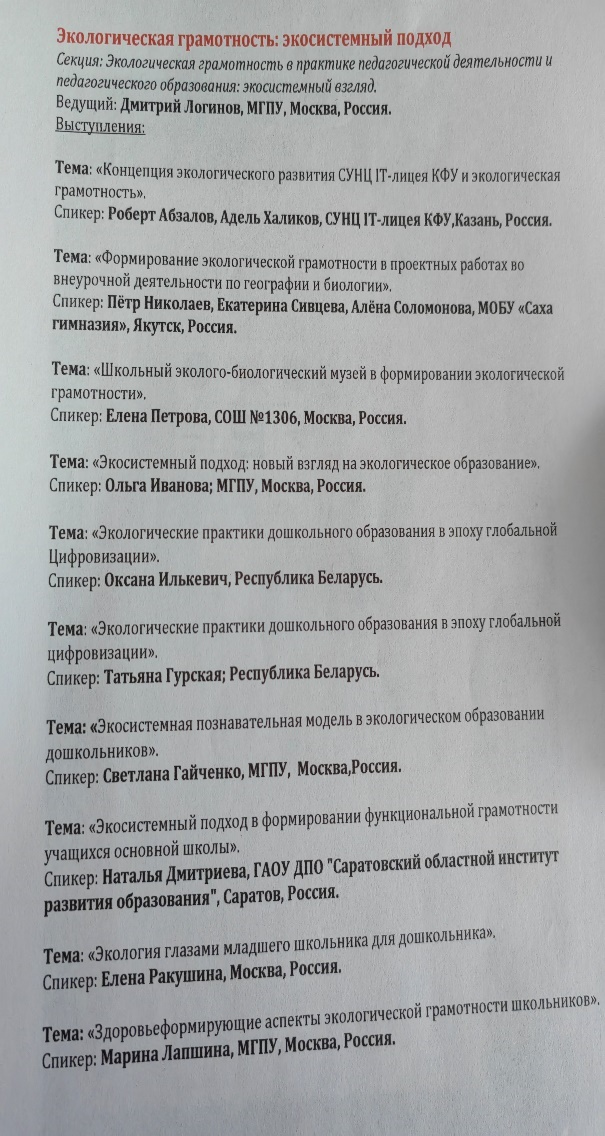 Экологическая грамотность: экосистемный подход
Секция: Экологическая грамотность в практике педагогической деятельности и
педагогического образования: экосистемный взгляд.
Ведущий: Дмитрий Логинов, МГПУ, Москва, Россия.
Выступления:
Тема: «Концепция экологического развития СУНЦ IT-лицея КФУ и экологическая
грамотность».
Спикер: Роберт Абзалов, Адель Халиков, СУНЦ IT-лицея КФУ,Казань, Россия.
Тема: «Формирование экологической грамотности в проектных работах во
внеурочной деятельности по географии и биологии».
Спикер: Пётр Николаев, Екатерина Сивцева, Алёна Соломонова, МОБУ «Саха
гимназия», Якутск, Россия.
Тема: «Школьный эколого-биологический музей в формировании экологической
грамотности».
Спикер: Елена Петрова, СОШ №1306, Москва, Россия.
Тема: «Экосистемный подход: новый взгляд на экологическое образование».
Спикер: Ольга Иванова; МГПУ, Москва, Россия.
Тема: «Экологические практики дошкольного образования в эпоху глобальной
Цифровизации».
Спикер: Оксана Илькевич, Республика Беларусь.
Тема: «Экологические практики дошкольного образования в эпоху глобальной
цифровизации».
Спикер: Татьяна Гурская; Республика Беларусь.
Тема: «Экосистемная познавательная модель в экологическом образовании
дошкольников».
Спикер: Светлана Гайченко, МГПУ, Москва,Россия.
Тема: «Экосистемный подход в формировании функциональной грамотности
учащихся основной школы».
Спикер: Наталья Дмитриева, ГАОУ ДПО "Саратовский областной институт
развития образования", Саратов, Россия.
Тема: «Экология глазами младшего школьника для дошкольника».
Спикер: Елена Ракушина, Москва, Россия.
Тема: «Здоровьеформирующие аспекты экологической грамотности школьников».
Спикер: Марина Лапшина, МГПУ, Москва, Россия.